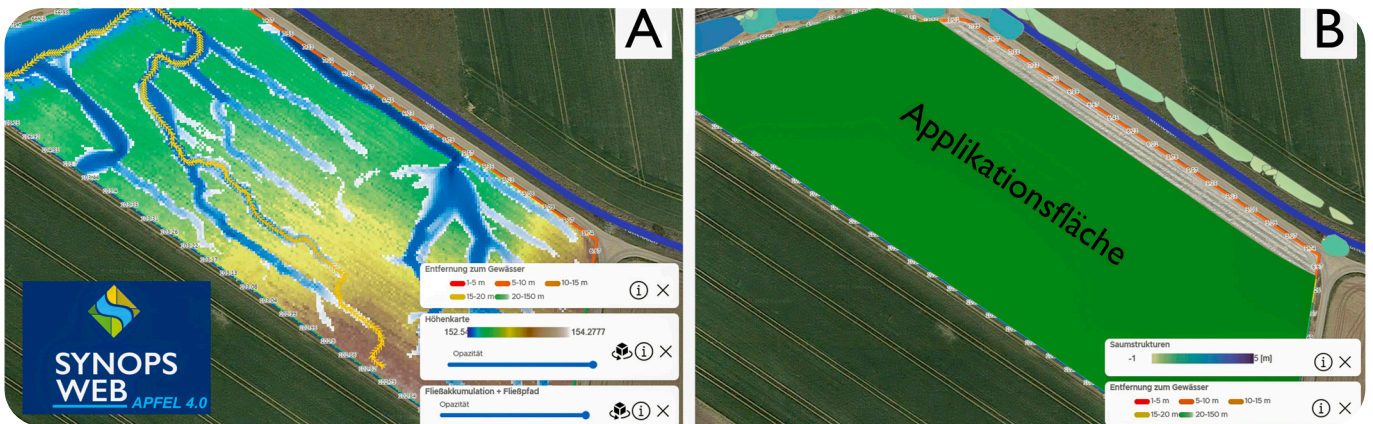 A
Entfernung zum Gewässer
1-5 m 5-10 m 10-15 m
15-20 m 20-150 m
Höhenkarte
152.54 154.2777
Opazität
Fließakkumulation + Fließpfad
Opazität
SYNOPS
WEB
APFEL 4.0
B
Applikationsfläche
Saumstrukturen
-1 5 [m]
Entfernung zum Gewässer
1-5 m 5-10 m 10-15 m
15-20 m 20-150 m